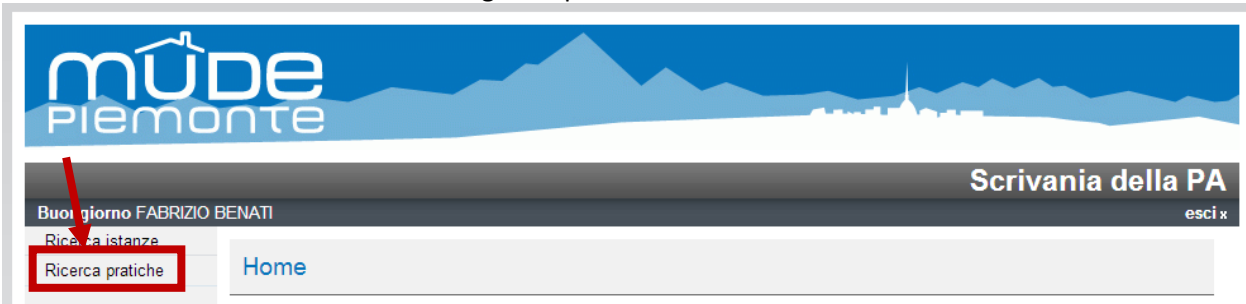 mude
Piemonte
Scrivania della PA
Buongiorno FABRIZIO BENATI
esci x
Ricerca istanze
Ricerca pratiche
Home